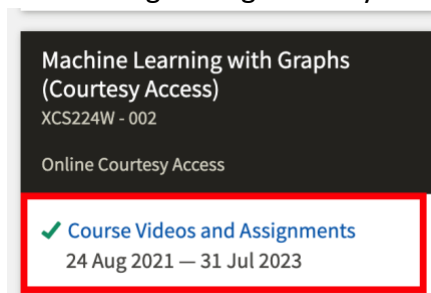 Machine Learning with Graphs
(Courtesy Access)
XCS224W - 002
Online Courtesy Access
Course Videos and Assignments
24 Aug 2021 — 31 Jul 2023